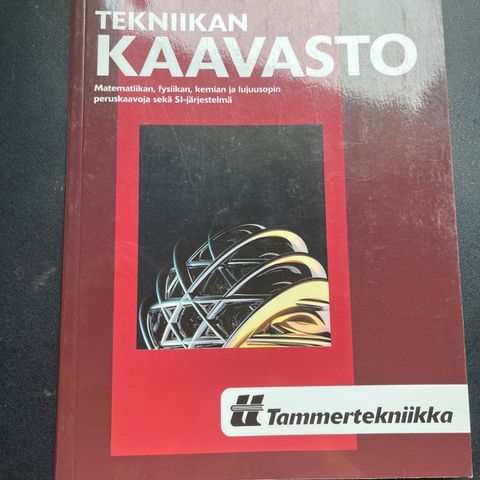 TEKNIIKAN
KAAVASTO
Matematiikan, fysiikan, kemian ja lujuusopin
peruskaavoja sekä SI-järjestelmä
Tammertekniikka